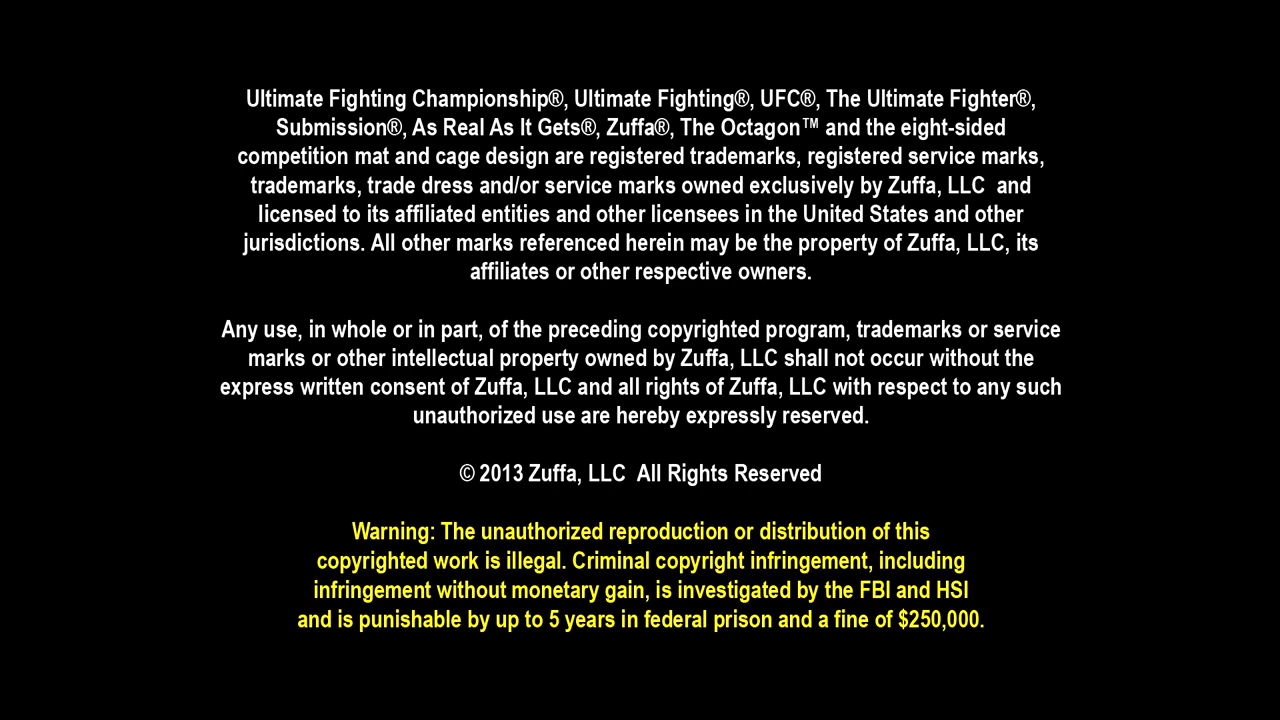 Ultimate Fighting Championship®, Ultimate Fighting®, UFC®, The Ultimate Fighter®,
Submission®, As Real As It Gets®, Zuffa®, The Octagon™ and the eight-sided
competition mat and cage design are registered trademarks, registered service marks,
trademarks, trade dress and/or service marks owned exclusively by Zuffa, LLC  and
licensed to its affiliated entities and other licensees in the United States and other
jurisdictions. All other marks referenced herein may be the property of Zuffa, LLC, its
affiliates or other respective owners.
Any use, in whole or in part, of the preceding copyrighted program, trademarks or service
marks or other intellectual property owned by Zuffa, LLC shall not occur without the
express written consent of Zuffa, LLC and all rights of Zuffa, LLC with respect to any such
unauthorized use are hereby expressly reserved.
© 2013 Zuffa, LLC  All Rights Reserved
Warning: The unauthorized reproduction or distribution of this
copyrighted work is illegal. Criminal copyright infringement, including
infringement without monetary gain, is investigated by the FBI and HSI
and is punishable by up to 5 years in federal prison and a fine of $250,000.